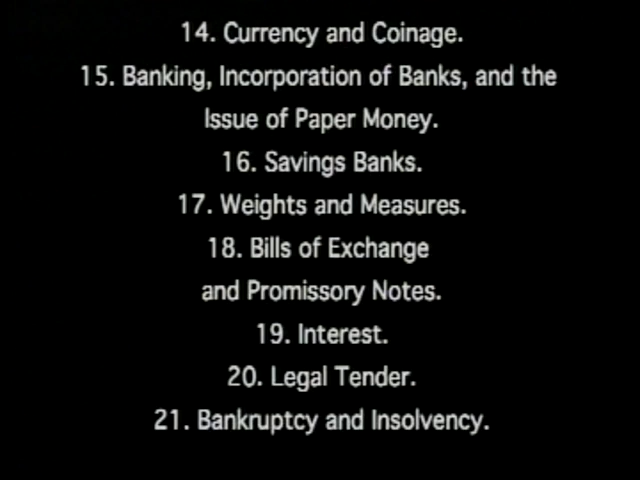 14. Currency and Coinage.
15. Banking, Incorporation of Banks, and the
Issue of Paper Money.
16. Savings Banks.
17. Weights and Measures.
18. Bills of Exchange
and Promissory Notes.
19. Interest.
20. Legal Tender.
21. Bankruptcy and Insolvency.